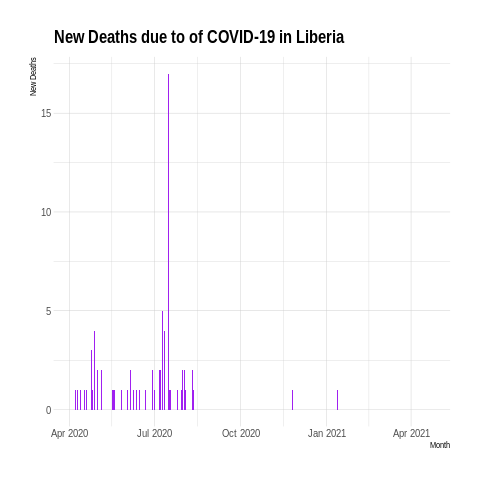 New Deaths due to of COVID-19 in Liberia
New Deaths
15
10
5
0
Apr 2020 Jul 2020 Oct 2020 Jan 2021 Apr 2021
Month